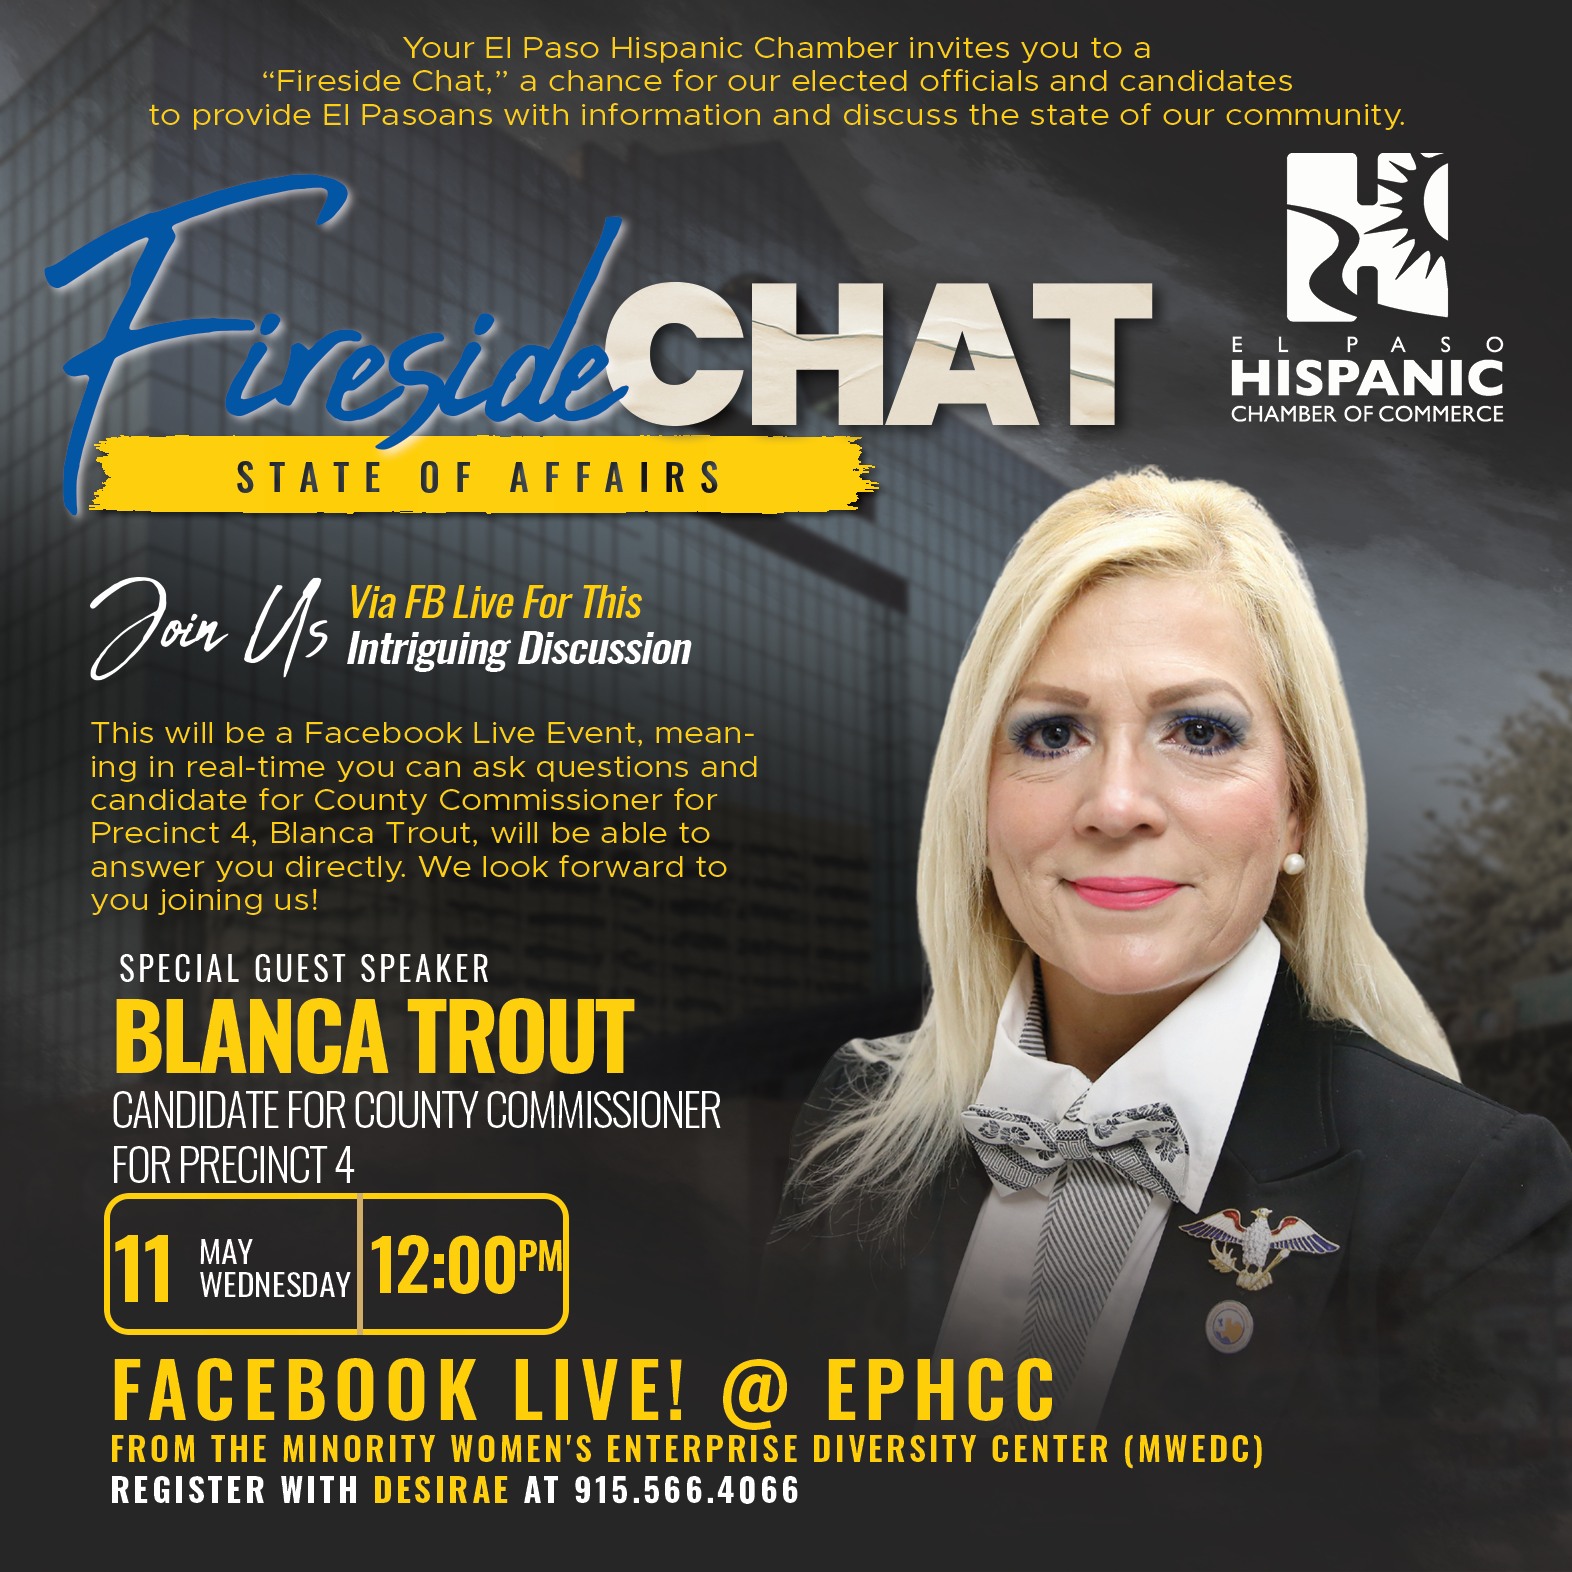 Your El Paso Hispanic Chamber invites you to a
“Fireside Chat,” a chance for our elected officials and candidates
to provide El Pasoans with information and discuss the state of our community.
Fireside CHAT
STATE OF AFFAIRS
EL PASO
HISPANIC
CHAMBER OF COMMERCE
Join Us
Via FB Live For This
Intriguing Discussion
This will be a Facebook Live Event, mean-
ing in real-time you can ask questions and
candidate for County Commissioner for
Precinct 4, Blanca Trout, will be able to
answer you directly. We look forward to
you joining us!
SPECIAL GUEST SPEAKER
BLANCA TROUT
CANDIDATE FOR COUNTY COMMISSIONER
FOR PRECINCT 4
11 MAY WEDNESDAY 12:00PM
FACEBOOK LIVE! @ EPHCC
FROM THE MINORITY WOMEN'S ENTERPRISE DIVERSITY CENTER (MWEDC)
REGISTER WITH DESIRAE AT 915.566.4066